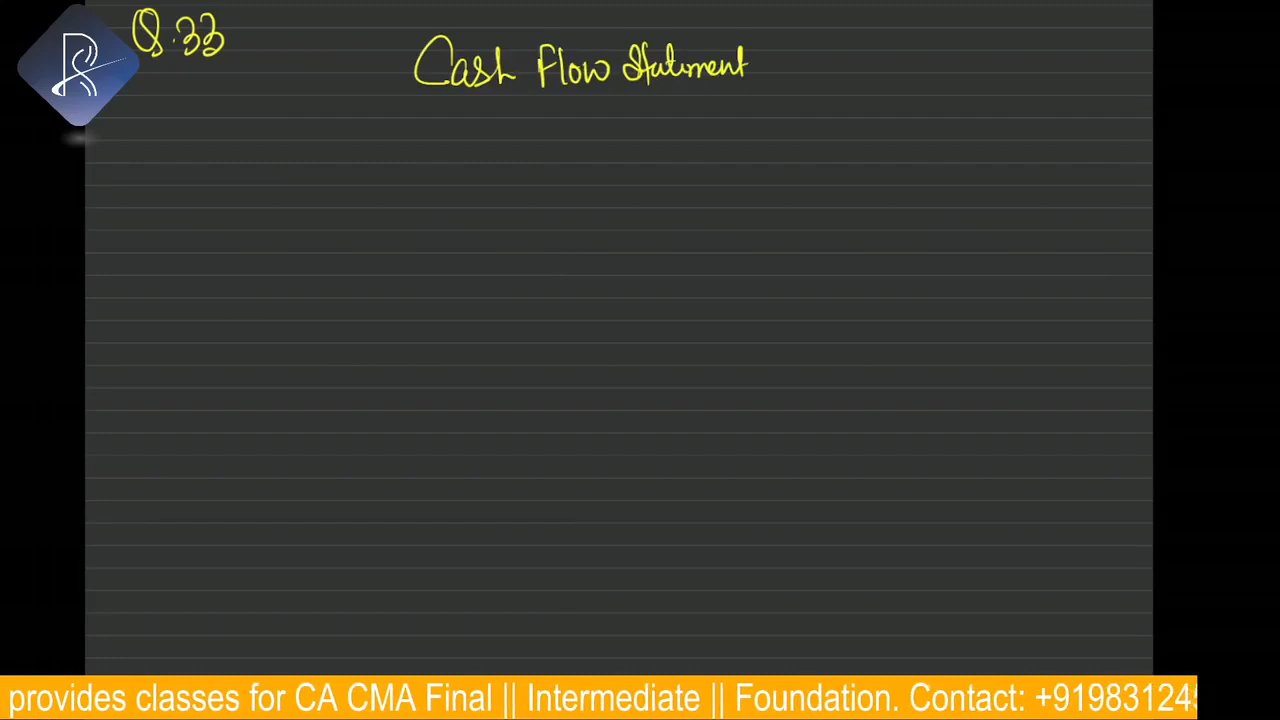 Q.33
Cash Flow Statement
provides classes for CA CMA Final || Intermediate || Foundation. Contact: +91983124